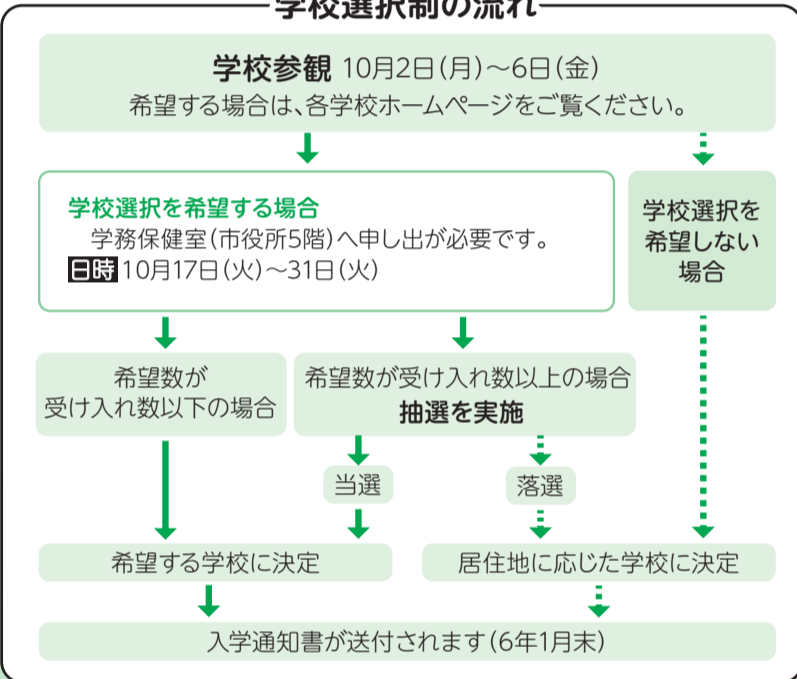 学校選択制の流れ
学校参観 10月2日(月)～6日(金)
希望する場合は、各学校ホームページをご覧ください。
学校選択を希望する場合
学務保健室(市役所5階)へ申し出が必要です。
日時 10月17日(火)～31日(火)
学校選択を
希望しない
場合
希望数が
受け入れ数以下の場合
希望数が受け入れ数以上の場合
抽選を実施
当選
落選
希望する学校に決定
居住地に応じた学校に決定
入学通知書が送付されます(6年1月末)